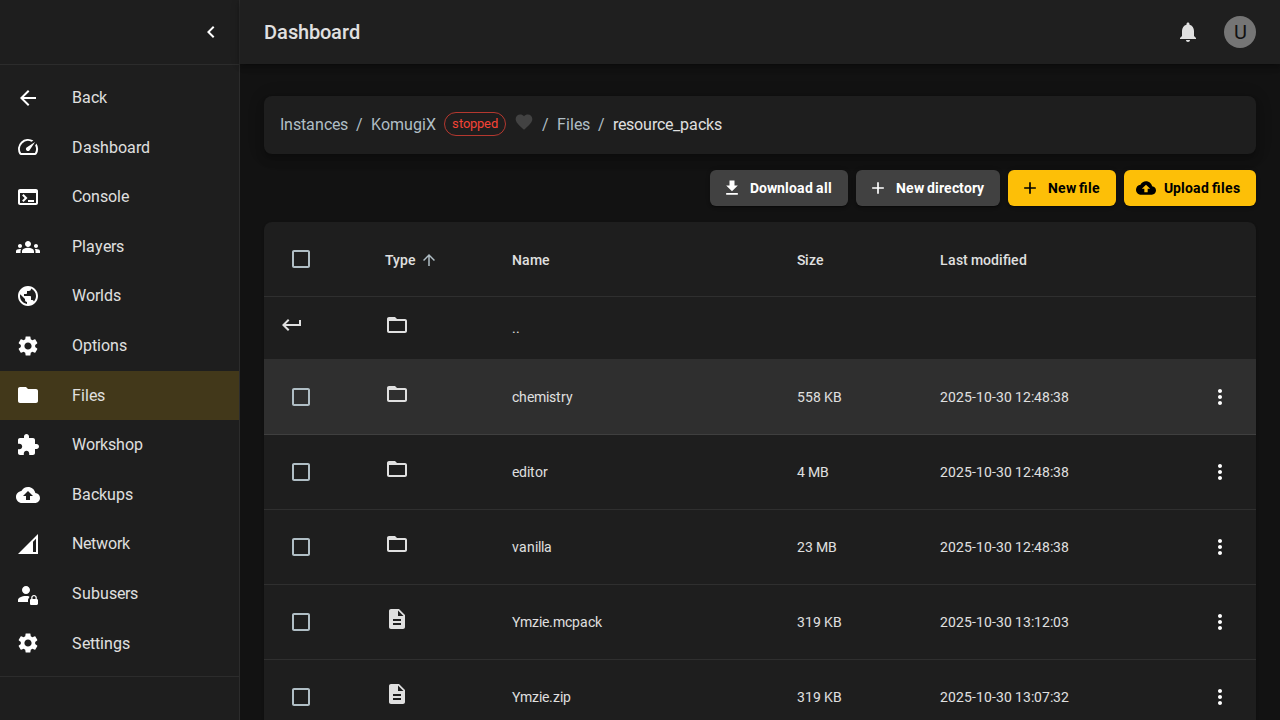 Dashboard
U
Back
Dashboard
Console
Players
Worlds
Options
Files
Workshop
Backups
Network
Subusers
Settings
Instances / KomugiX stopped / Files / resource_packs
Download all New directory New file Upload files
Type Name Size Last modified
..
chemistry 558 KB 2025-10-30 12:48:38
editor 4 MB 2025-10-30 12:48:38
vanilla 23 MB 2025-10-30 12:48:38
Ymzie.mcpack 319 KB 2025-10-30 13:12:03
Ymzie.zip 319 KB 2025-10-30 13:07:32